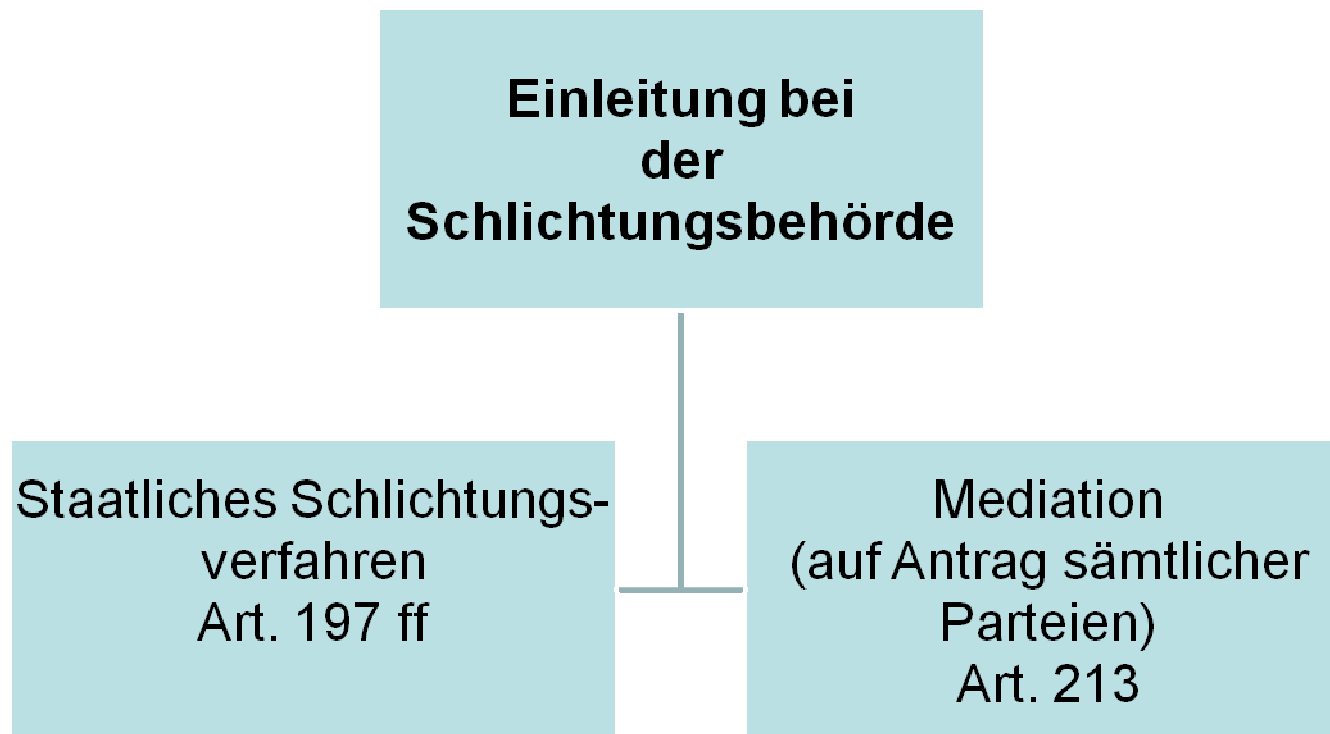 Einleitung bei
der
Schlichtungsbehörde
Staatliches Schlichtungs-
verfahren
Art. 197 ff
Mediation
(auf Antrag sämtlicher
Parteien)
Art. 213